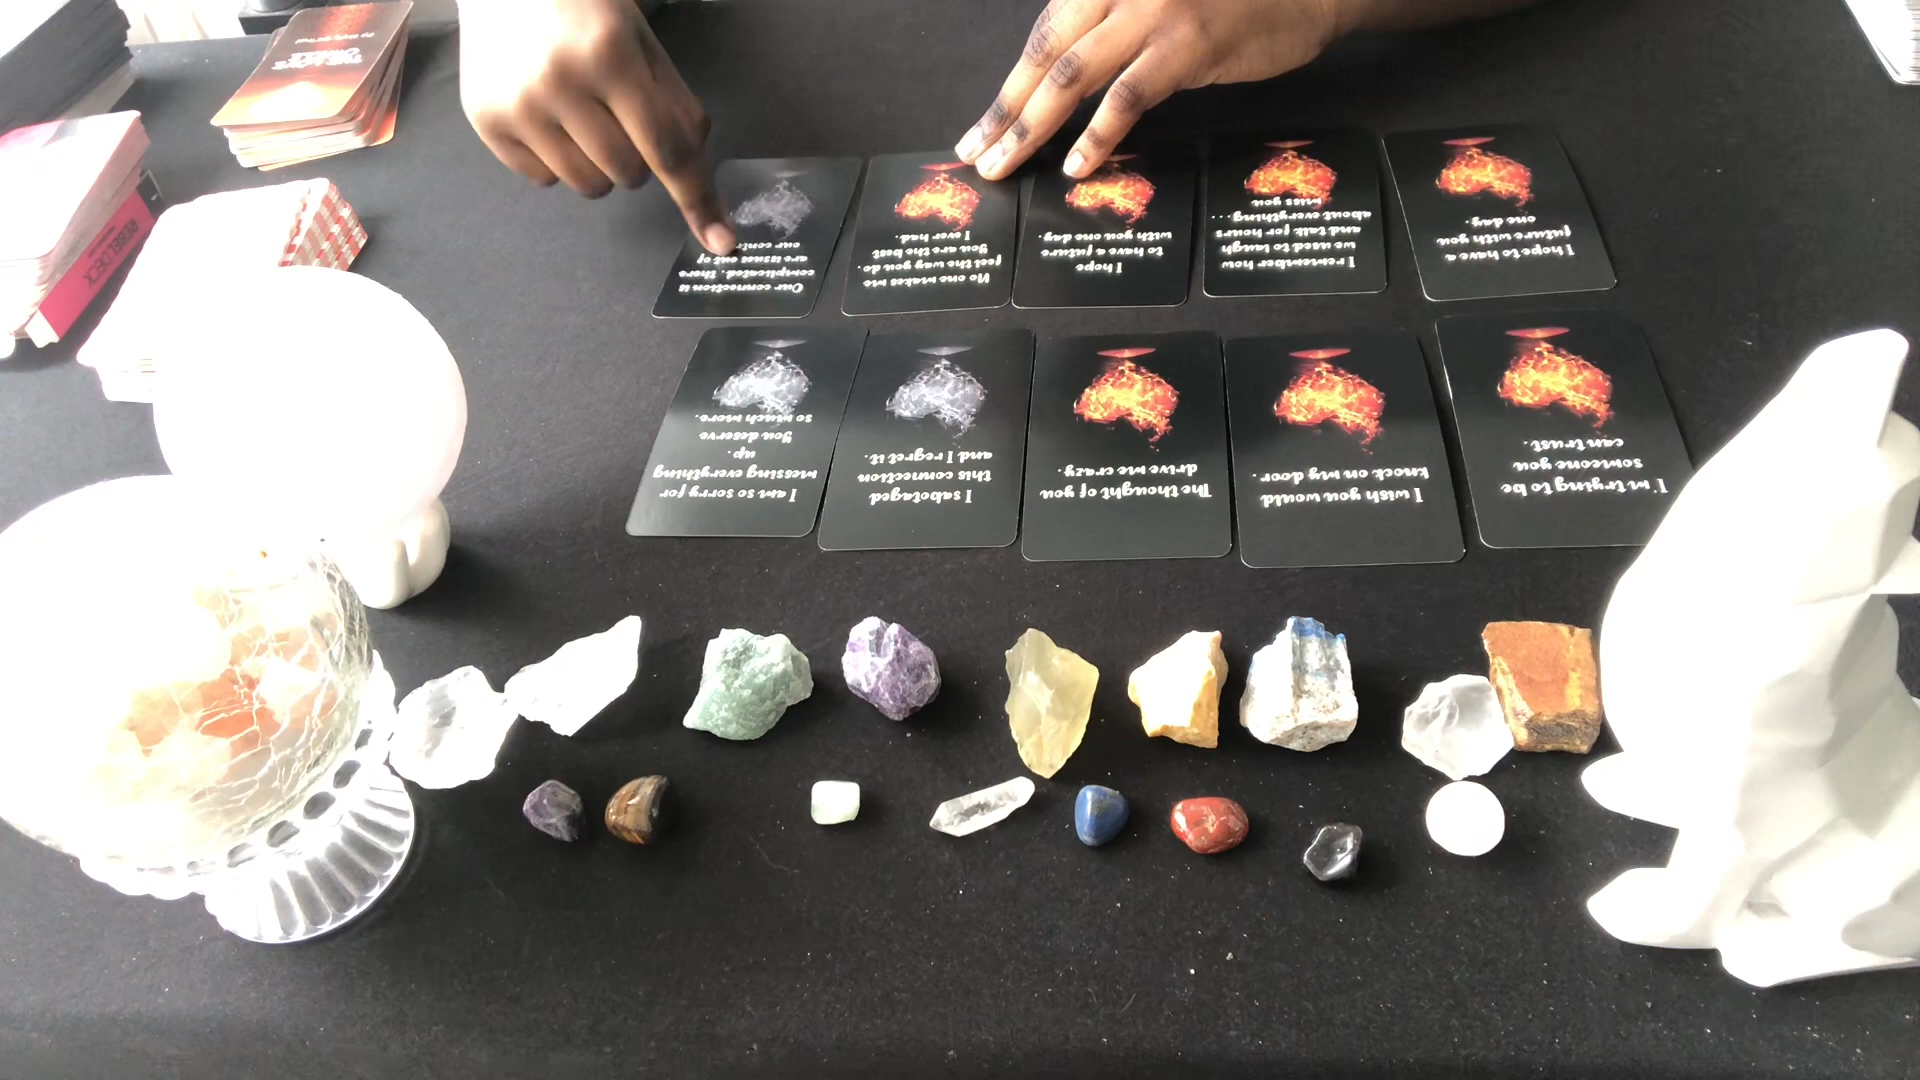 REBELDECK
Our connection is
complicated. there
are issues out of
No one makes me
feel the way you do.
You are the best
I ever had.
I hope
to have a future
with you one day.
I remember how
we used to laugh
and talk for hours
about everything...
miss you
I hope to have a
future with you
one day.
I am so sorry for
messing everything
up.
You deserve
so much more.
I sabotaged
this connection
and I regret it.
The thought of you
drive me crazy.
I wish you would
knock on my door.
I'm trying to be
someone you
can trust.